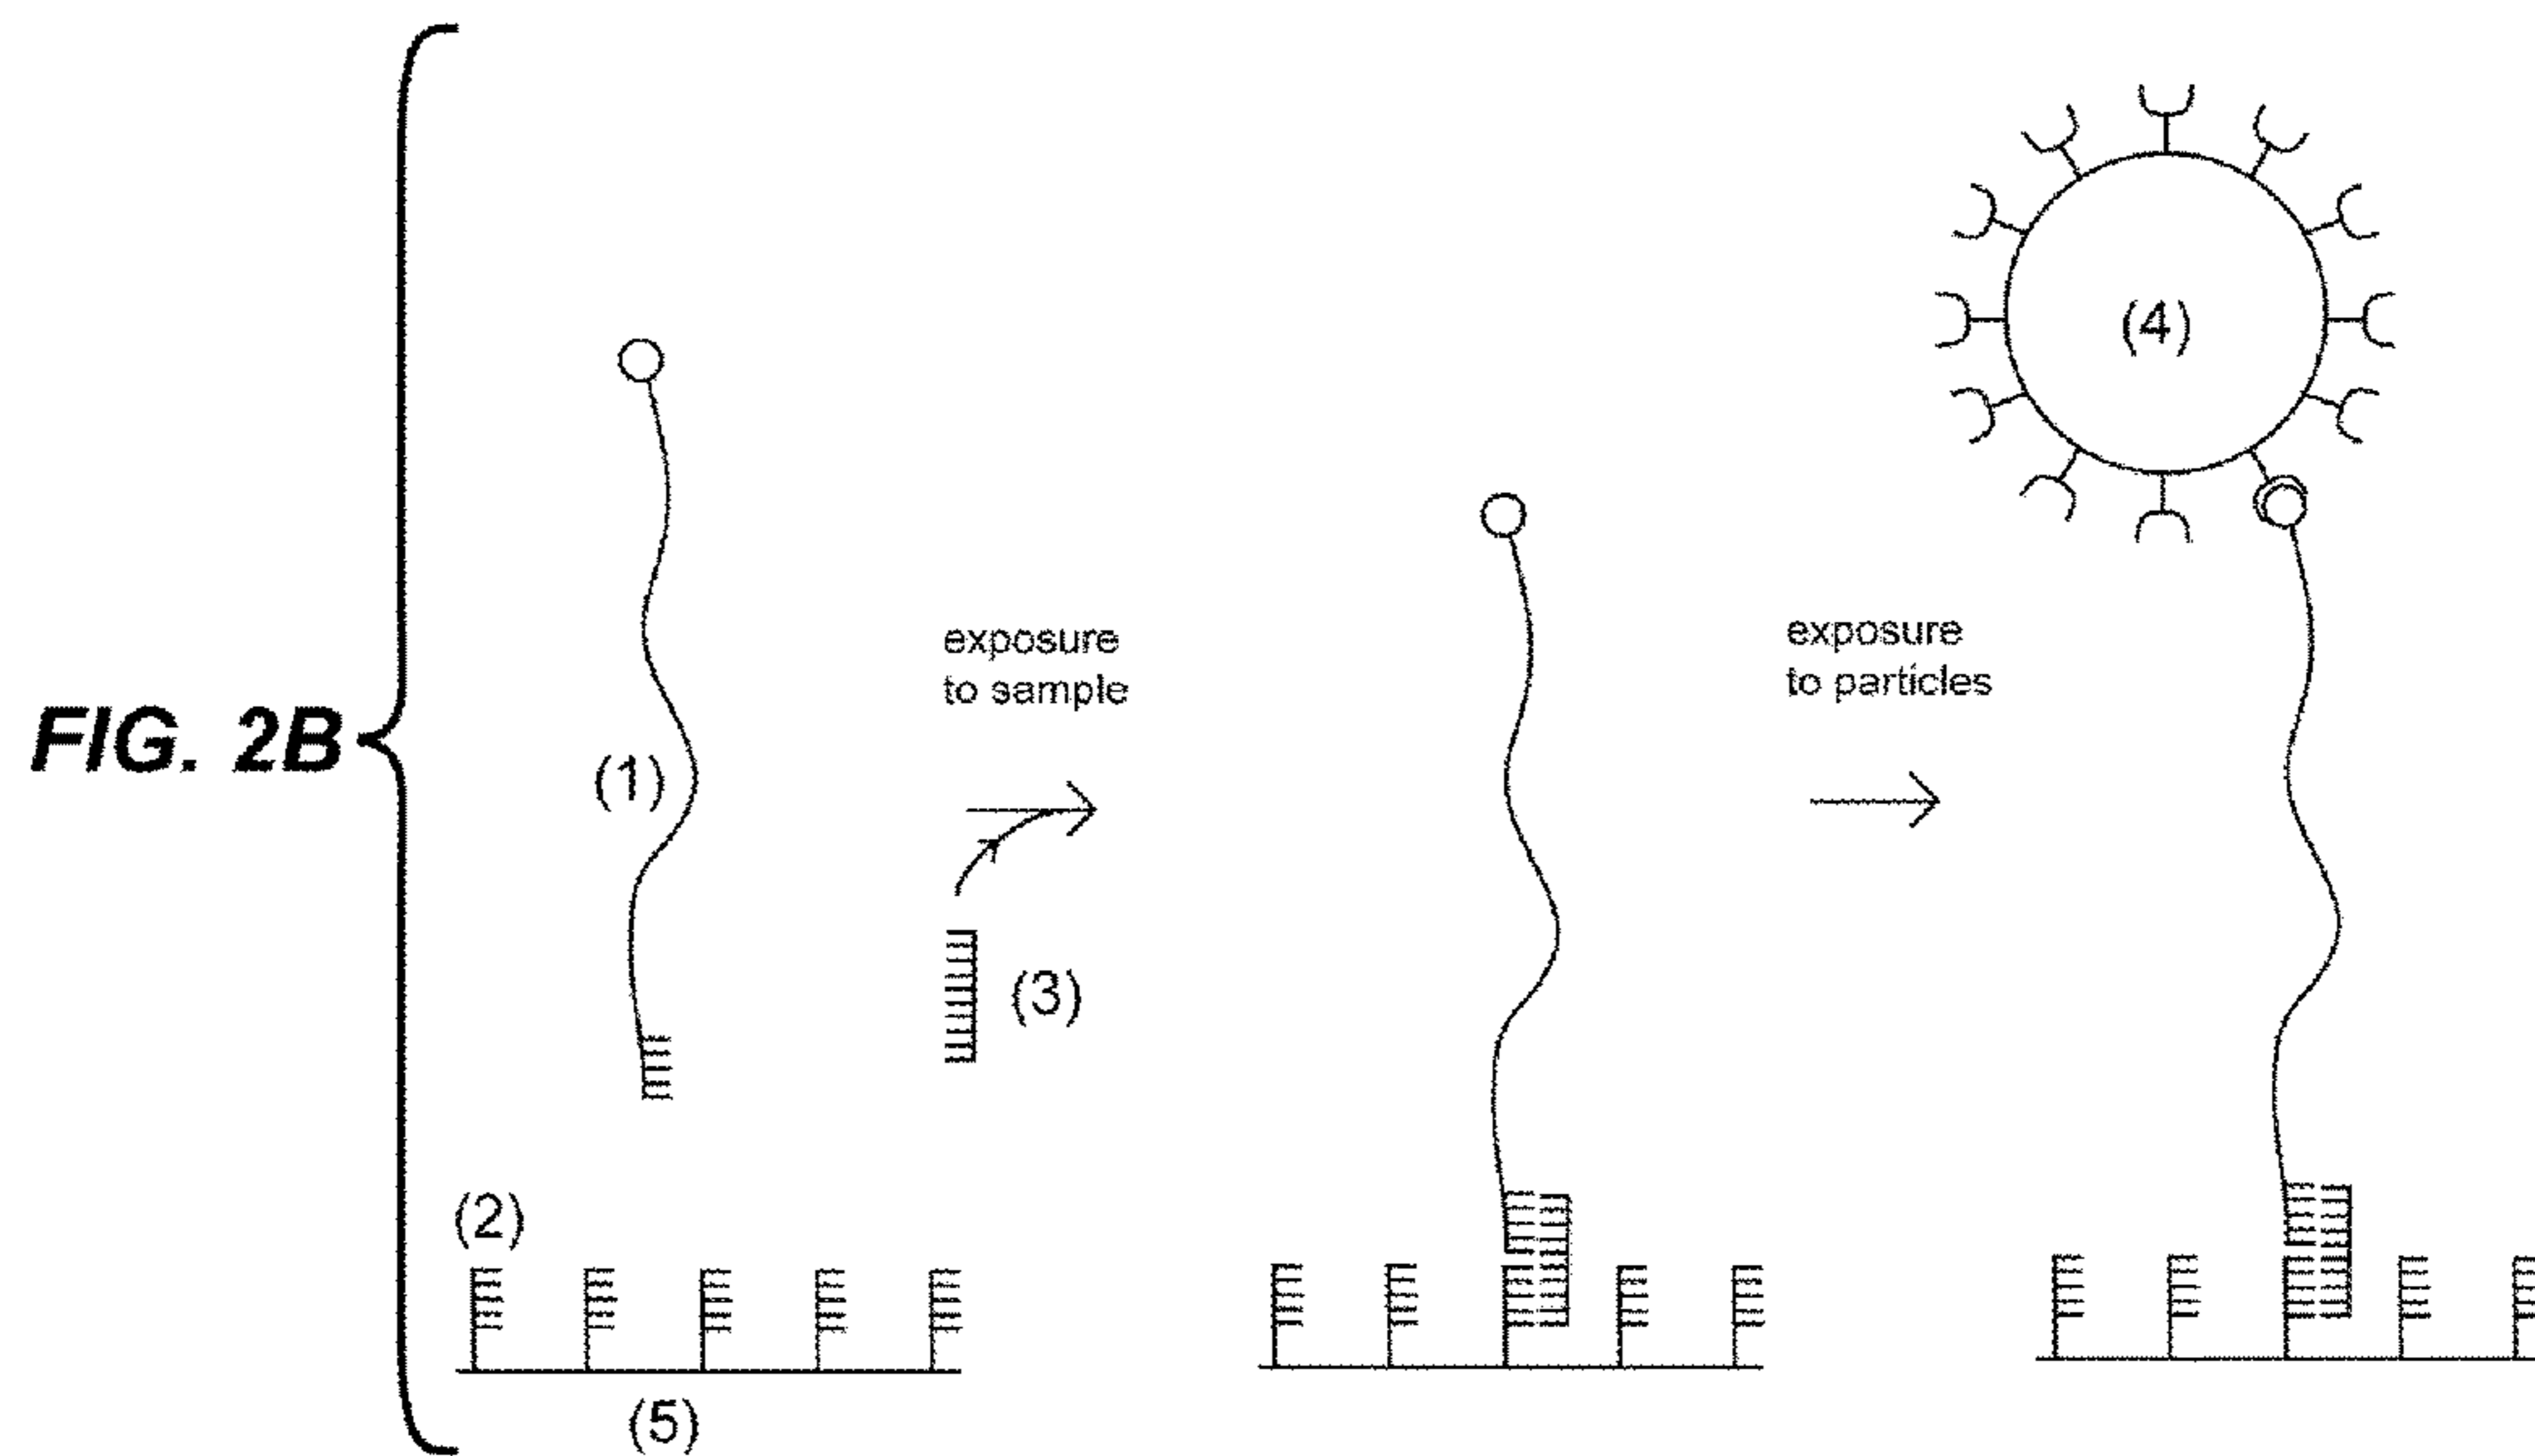 FIG. 2B
(1)
(2)
(5)
exposure
to sample
(3)
exposure
to particles
(4)